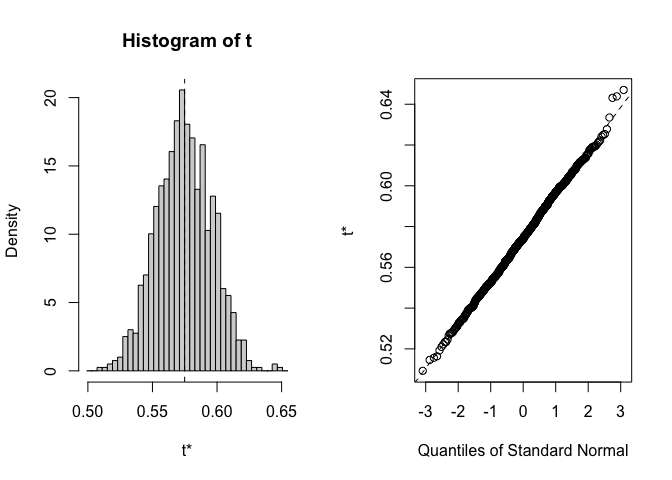 Histogram of t
Density
0
5
10
15
20
0.50 0.55 0.60 0.65
t*
t*
0.52
0.56
0.60
0.64
-3 -2 -1 0 1 2 3
Quantiles of Standard Normal